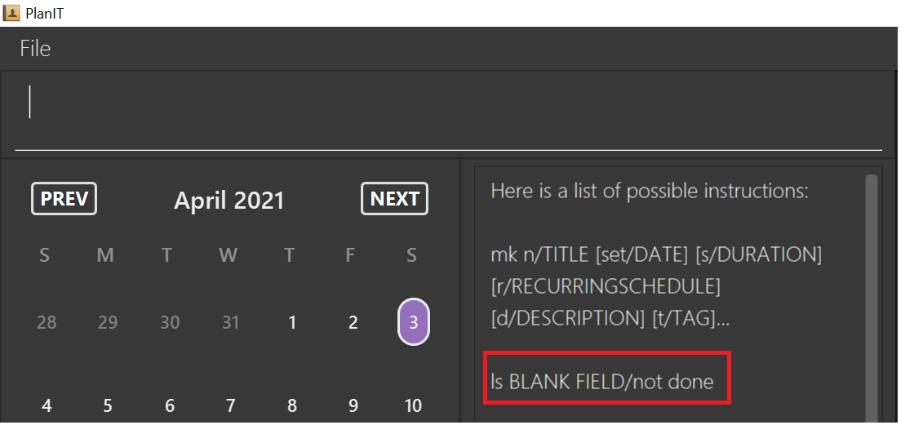 PlanIT
File
PREV April 2021 NEXT
S M T W T F S
28 29 30 31 1 2 3
4 5 6 7 8 9 10
Here is a list of possible instructions:
mk n/TITLE [set/DATE] [s/DURATION]
[r/RECURRINGSCHEDULE]
[d/DESCRIPTION] [t/TAG]...
ls BLANK FIELD/not done